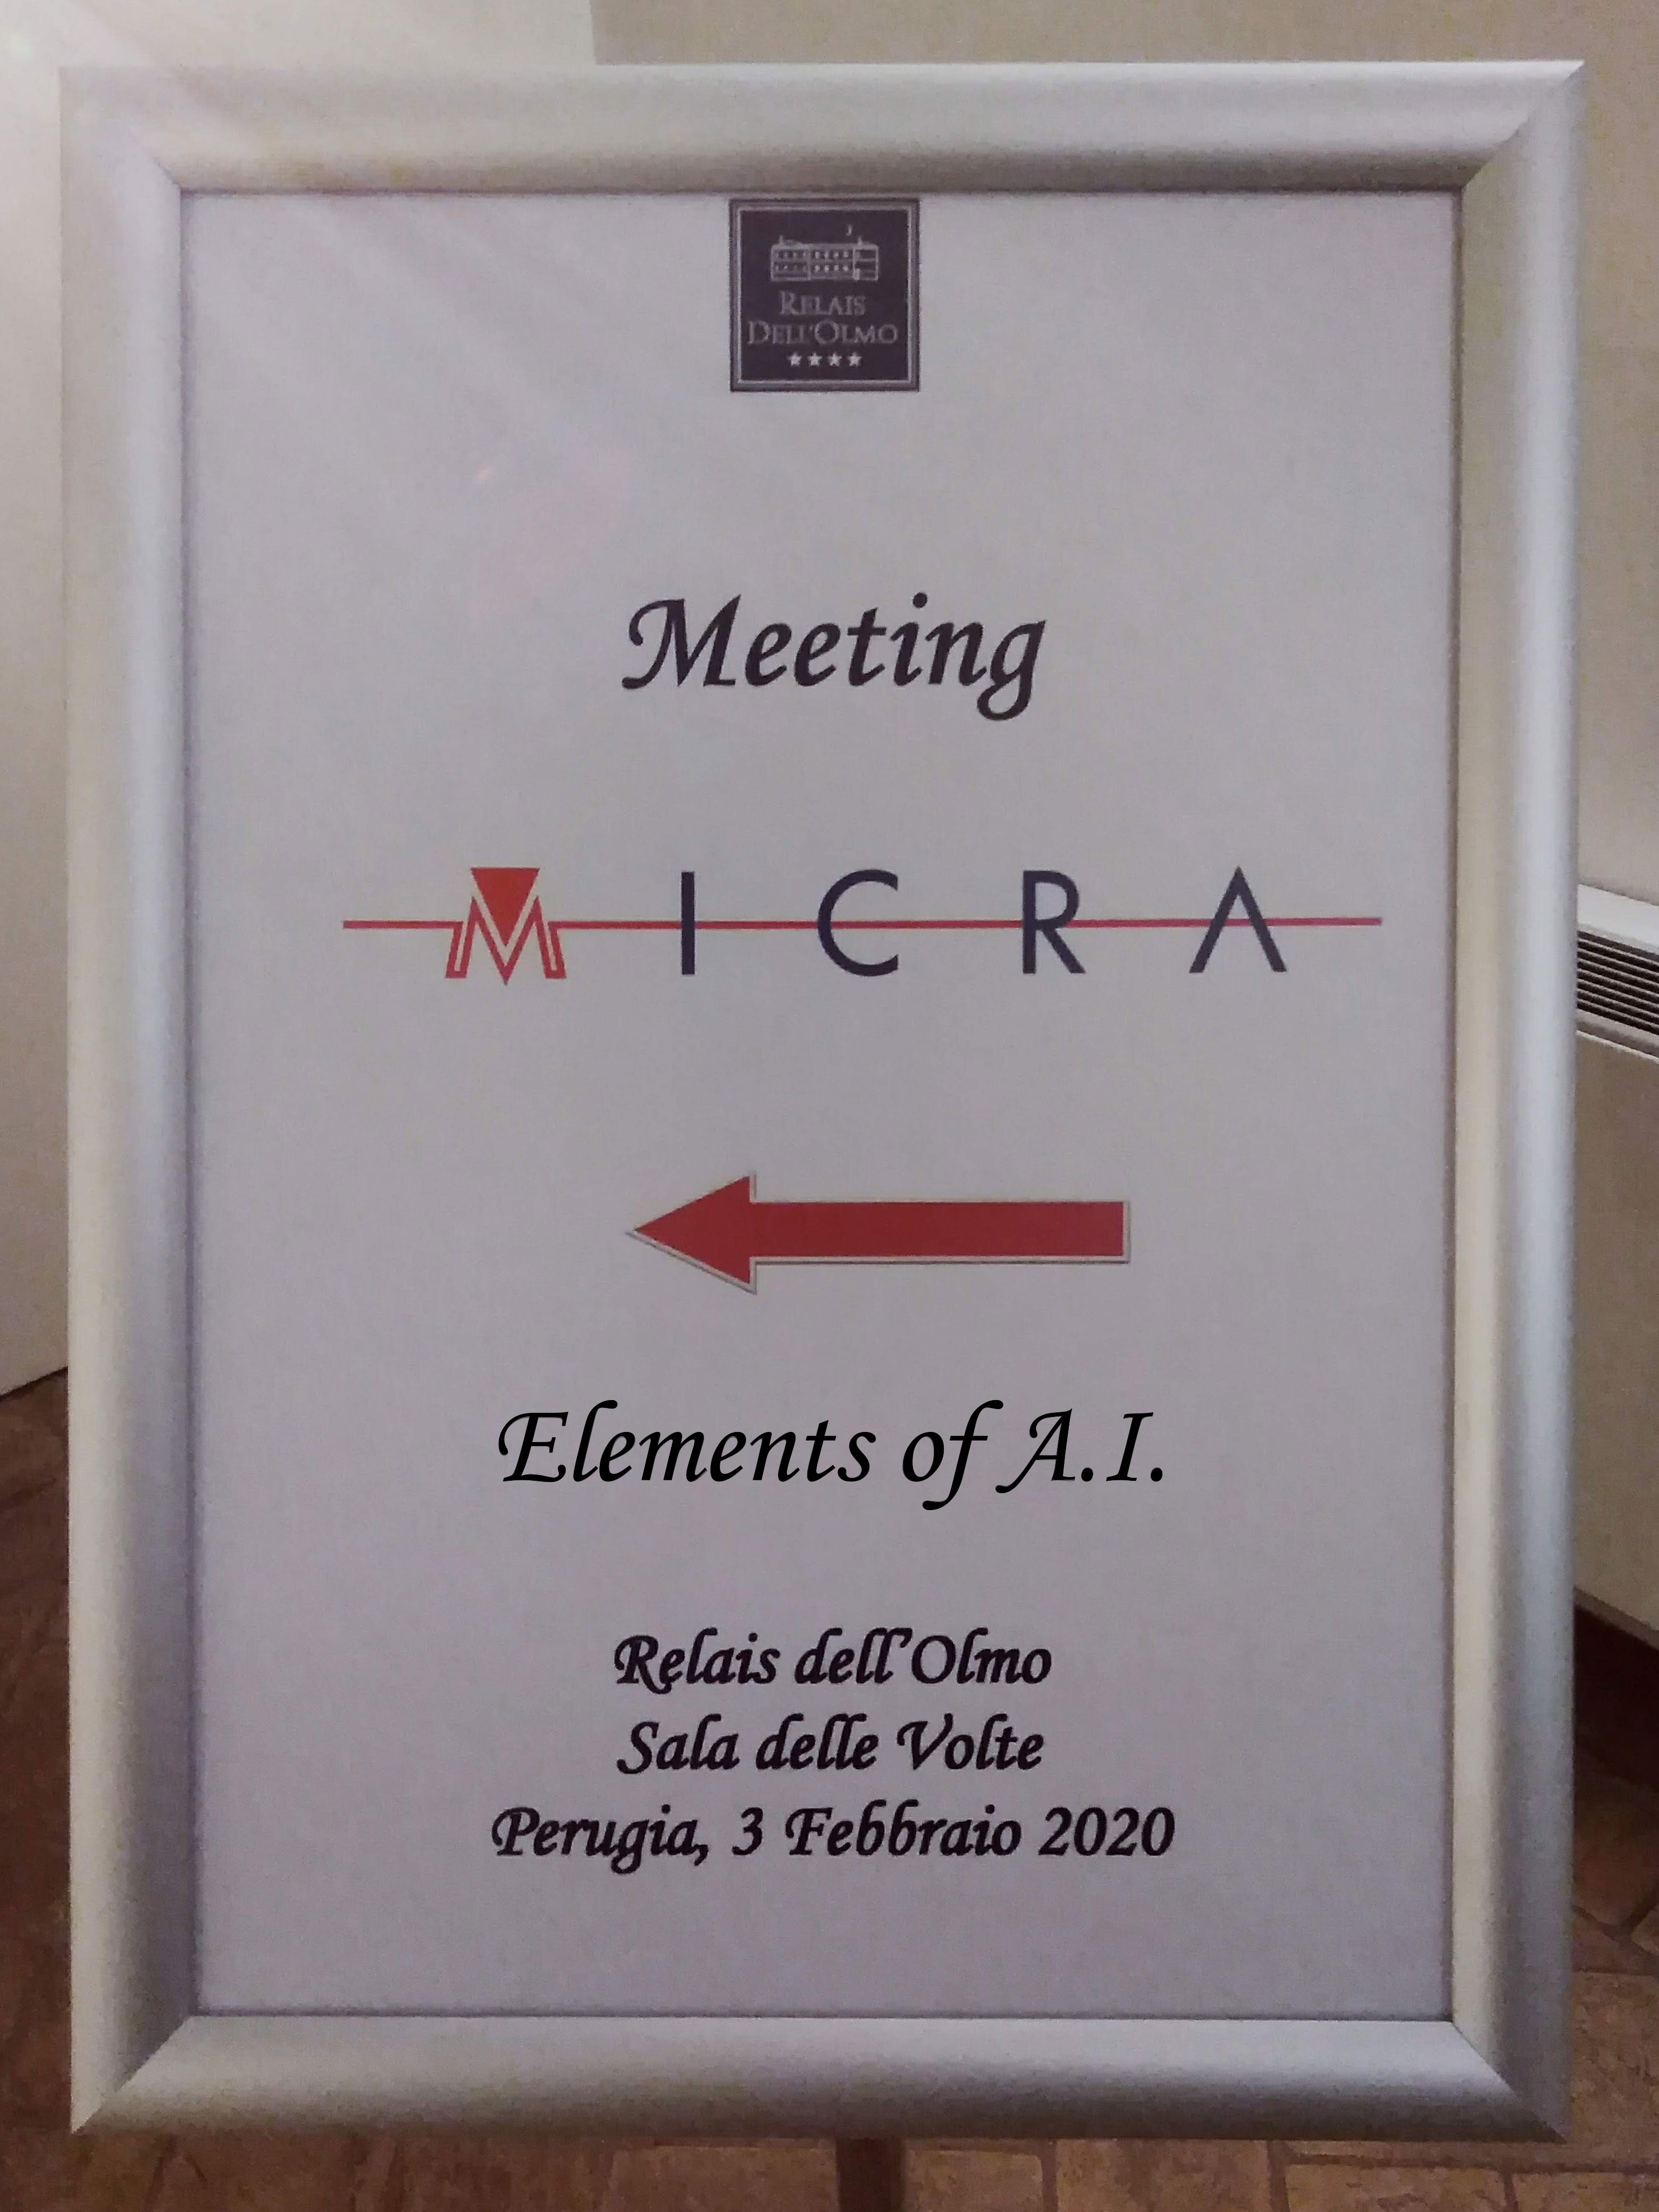 RELAIS
DELL'OLMO
Meeting
MICRA
Elements of A.I.
Relais dell'Olmo
Sala delle Volte
Perugia, 3 Febbraio 2020